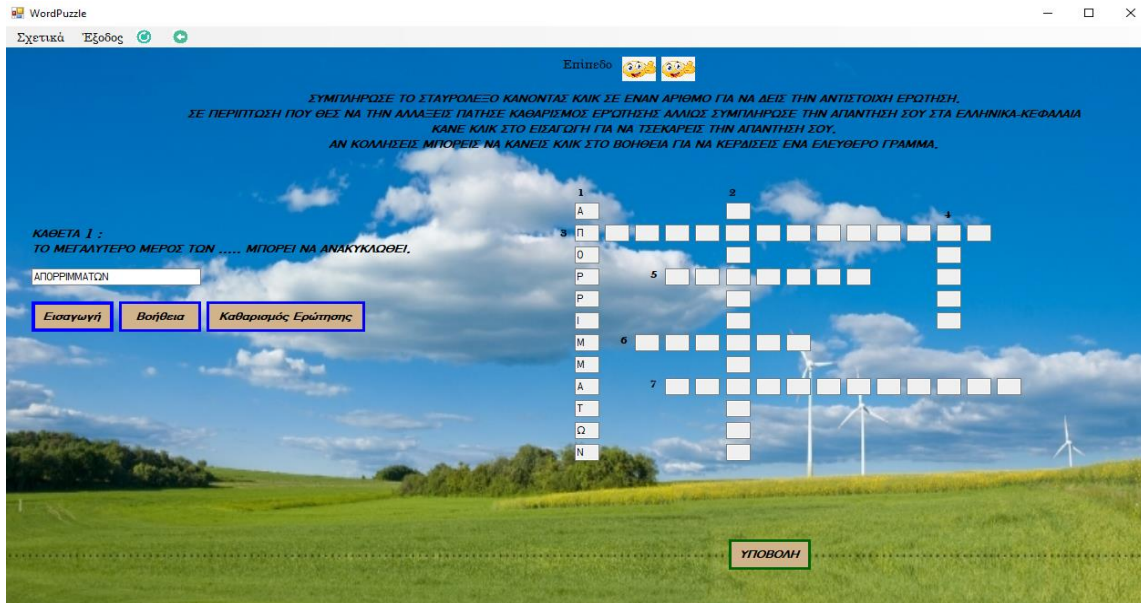 WordPuzzle
Σχετικά Έξοδος
Επίπεδο
ΣΥΜΠΛΗΡΩΣΕ ΤΟ ΣΤΑΥΡΟΛΕΞΟ ΚΑΝΟΝΤΑΣ ΚΛΙΚ ΣΕ ΕΝΑΝ ΑΡΙΘΜΟ ΓΙΑ ΝΑ ΔΕΙΣ ΤΗΝ ΑΝΤΙΣΤΟΙΧΗ ΕΡΩΤΗΣΗ.
ΣΕ ΠΕΡΙΠΤΩΣΗ ΠΟΥ ΘΕΣ ΝΑ ΤΗΝ ΑΛΛΑΞΕΙΣ ΠΑΤΗΣΕ ΚΑΘΑΡΙΣΜΟΣ ΕΡΏΤΗΣΗΣ ΑΛΛΙΩΣ ΣΥΜΠΛΗΡΩΣΕ ΤΗΝ ΑΠΑΝΤΗΣΗ ΣΟΥ ΣΤΑ ΕΛΛΗΝΙΚΑ-ΚΕΦΑΛΑΙΑ
ΚΑΝΕ ΚΛΙΚ ΣΤΟ ΕΙΣΑΓΩΓΗ ΓΙΑ ΝΑ ΤΣΕΚΑΡΕΙΣ ΤΗΝ ΑΠΑΝΤΗΣΗ ΣΟΥ.
ΑΝ ΚΟΛΛΗΣΕΙΣ ΜΠΟΡΕΙΣ ΝΑ ΚΑΝΕΙΣ ΚΛΙΚ ΣΤΟ ΒΟΗΘΕΙΑ ΓΙΑ ΝΑ ΚΕΡΔΙΣΕΙΣ ΕΝΑ ΕΛΕΥΘΕΡΟ ΓΡΑΜΜΑ.
ΚΑΘΕΤΑ 1 :
ΤΟ ΜΕΓΑΛΥΤΕΡΟ ΜΕΡΟΣ ΤΩΝ ..... ΜΠΟΡΕΙ ΝΑ ΑΝΑΚΥΚΛΩΘΕΙ.
ΑΠΟΡΡΙΜΜΑΤΩΝ
Εισαγωγή Βοήθεια Καθαρισμός Ερώτησης
1 2
Α 4
3 Π
Ο
Ρ 5
Ρ
Ι
Μ 6
Μ
Α 7
Τ
Ω
Ν
ΥΠΟΒΟΛΗ